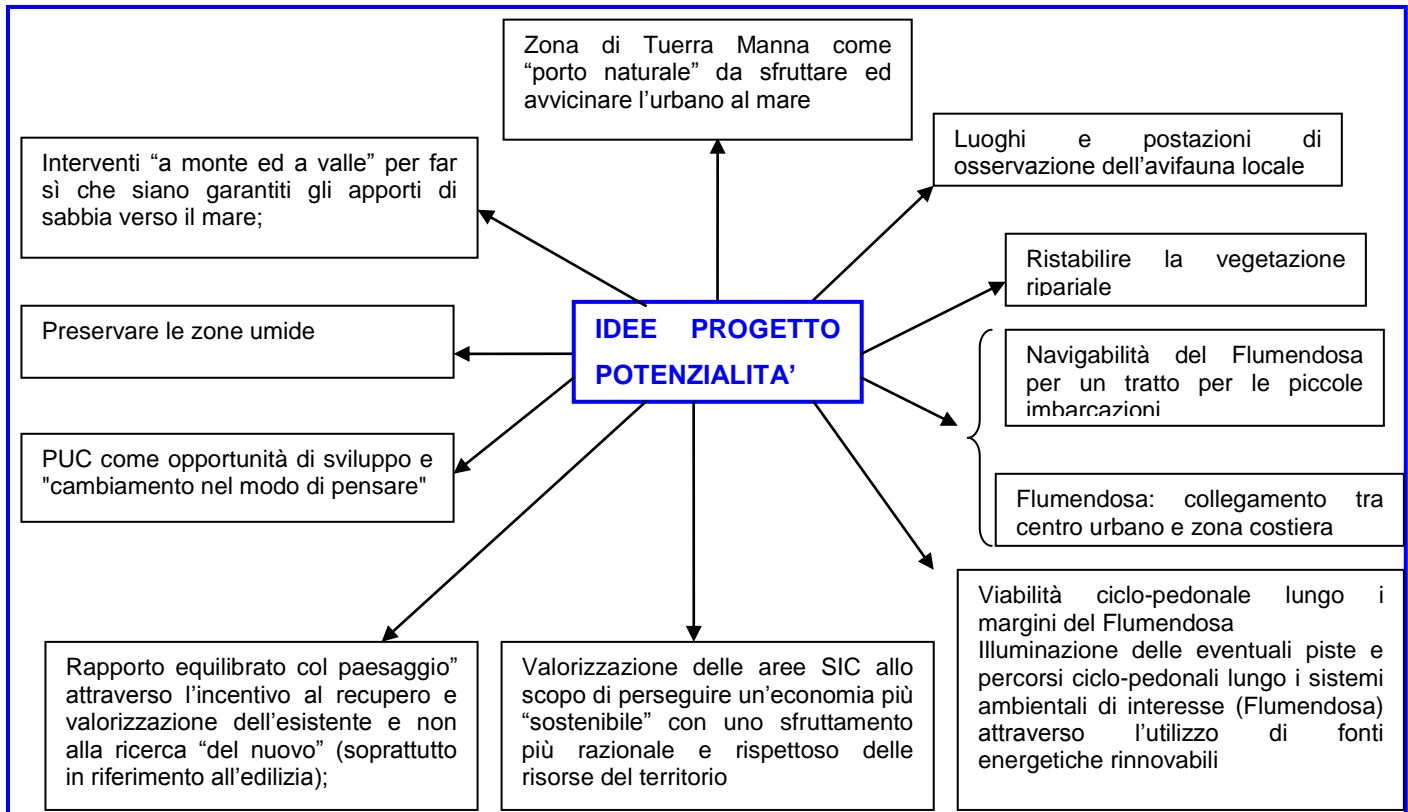 Zona di Tuerra Manna come
“porto naturale” da sfruttare ed
avvicinare l’urbano al mare
Luoghi e postazioni di
osservazione dell’avifauna locale
Interventi “a monte ed a valle” per far
sì che siano garantiti gli apporti di
sabbia verso il mare;
Ristabilire la vegetazione
ripariale
IDEE PROGETTO
POTENZIALITA’
Preservare le zone umide
Navigabilità del Flumendosa
per un tratto per le piccole
imbarcazioni
PUC come opportunità di sviluppo e
"cambiamento nel modo di pensare"
Flumendosa: collegamento tra
centro urbano e zona costiera
Viabilità ciclo-pedonale lungo i
margini del Flumendosa
Illuminazione delle eventuali piste e
percorsi ciclo-pedonali lungo i sistemi
ambientali di interesse (Flumendosa)
attraverso l’utilizzo di fonti
energetiche rinnovabili
Rapporto equilibrato col paesaggio”
attraverso l’incentivo al recupero e
valorizzazione dell’esistente e non
alla ricerca “del nuovo” (soprattutto
in riferimento all’edilizia);
Valorizzazione delle aree SIC allo
scopo di perseguire un’economia più
“sostenibile” con uno sfruttamento
più razionale e rispettoso delle
risorse del territorio